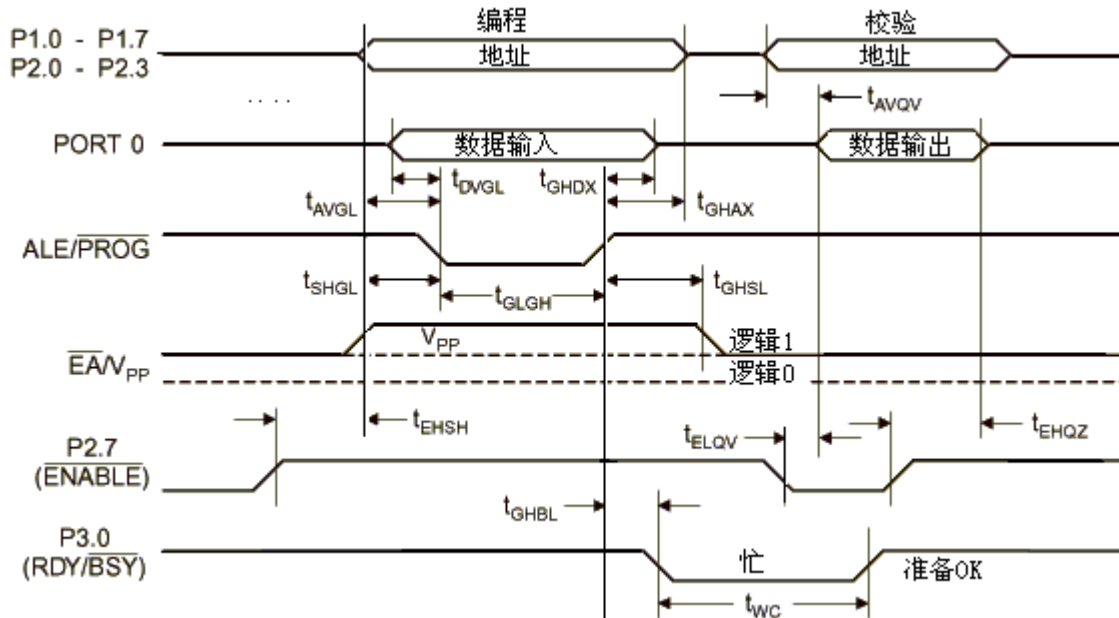 编程
校验
P1.0 - P1.7
P2.0 - P2.3
地址
地址
. . . .
tAVQV
PORT 0
数据输入
数据输出
tDVGL
tGHDX
tAVGL
tGHAX
ALE/PROG
tSHGL
tGLGH
tGHSL
VPP
逻辑1
EA/VPP
逻辑0
tEHSH
tELQV
tEHQZ
P2.7
(ENABLE)
tGHBL
P3.0
(RDY/BSY)
忙
准备OK
tWC